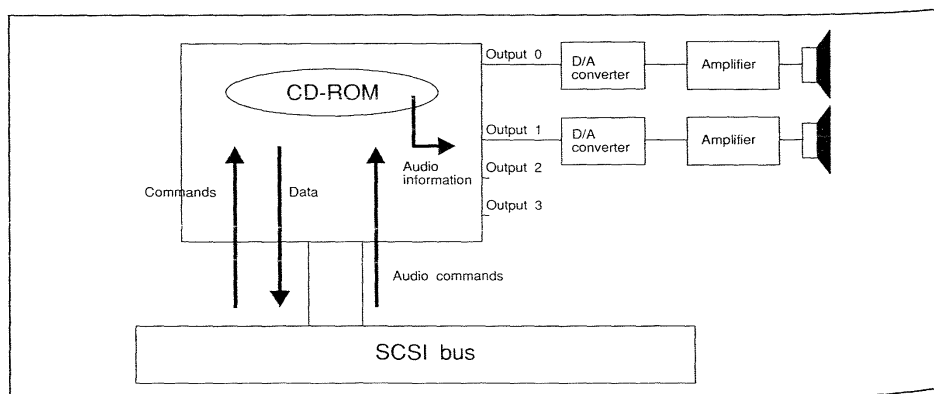 Output 0
D/A
converter
Amplifier
CD-ROM
Output 1
D/A
converter
Amplifier
Audio
information
Output 2
Commands
Data
Output 3
Audio commands
SCSI bus